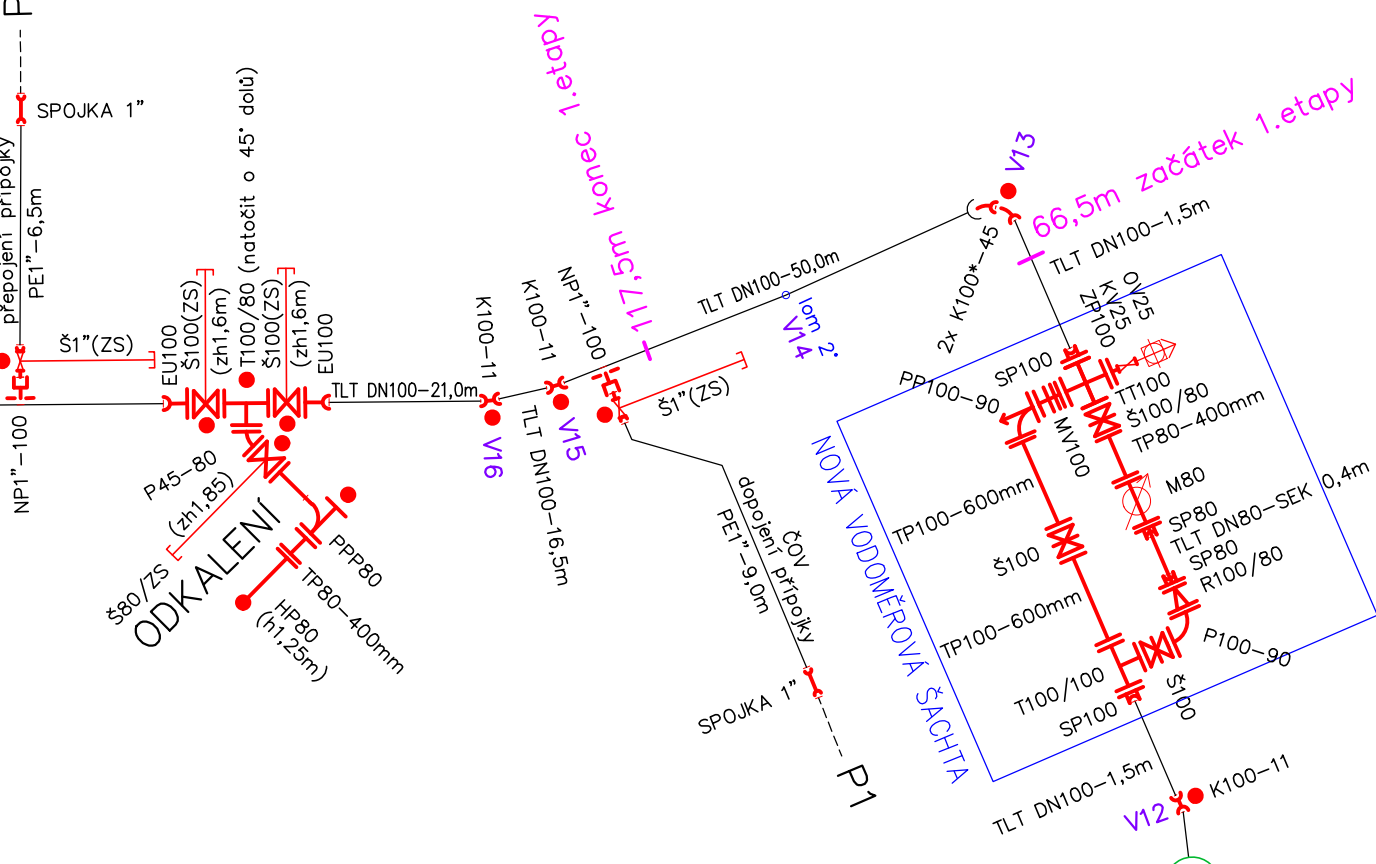 P
SPOJKA 1"
přepojení přípojky
PE1"-6,5m
Š1"(ZS)
NP1"-100
EU100
Š100(ZS)
(zh1,6m)
T100/80 (natočit o 45° dolů)
Š100(ZS)
(zh1,6m)
EU100
TLT DN100-21,0m
P45-80
(zh1,85)
Š80/ZS
ODKALENÍ
PPP80
TP80-400mm
HP80
(h1,25m)
K100-11
V16
K100-11
V15
TLT DN100-16,5m
NP1"-100
Š1"(ZS)
117,5m konec 1.etapy
TLT DN100-50,0m
lom 2°
V14
V13
2x K100*-45
66,5m začátek 1.etapy
TLT DN100-1,5m
ČOV
dopojení přípojky
PE1"-9,0m
SPOJKA 1"
P1
NOVÁ VODOMĚROVÁ ŠACHTA
OV25
KV25
ZP100
SP100
PP100-90
MV100
TT100
Š100/80
TP80-400mm
M80
SP80
TLT DN80-SEK 0,4m
SP80
R100/80
P100-90
TP100-600mm
Š100
TP100-600mm
T100/100
SP100
Š100
TLT DN100-1,5m
V12
K100-11